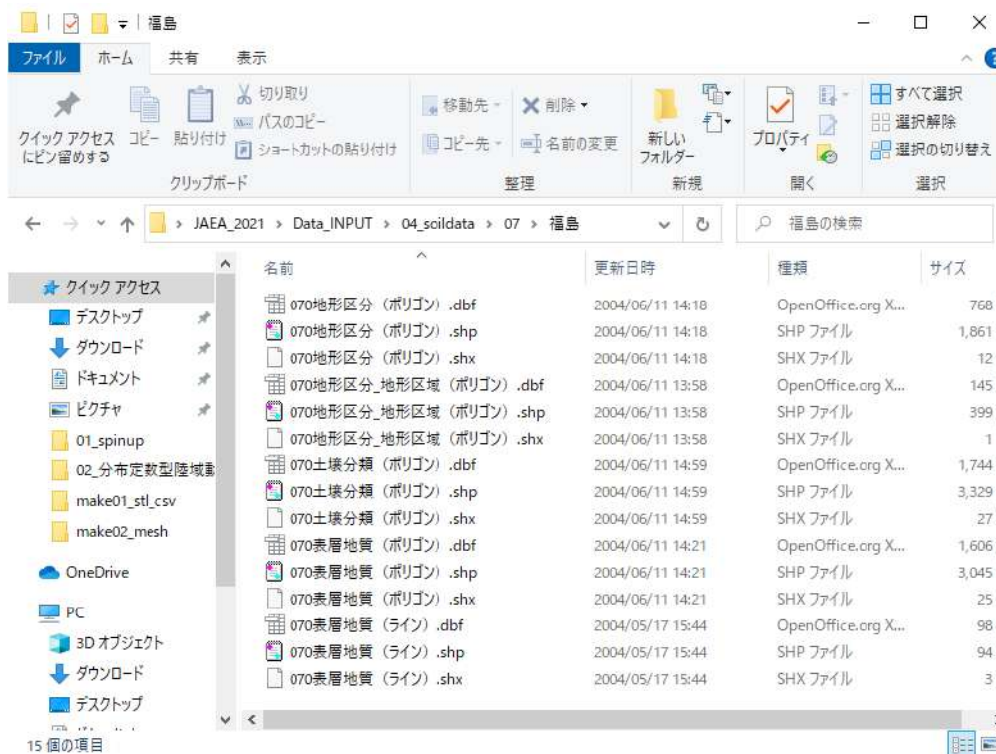 福島
ファイル ホーム 共有 表示
クイック アクセス
にピン留めする
コピー
貼り付け
切り取り
パスのコピー
ショートカットの貼り付け
クリップボード
移動先
コピー先
削除
名前の変更
整理
新しい
フォルダー
新規
プロパティ
開く
すべて選択
選択解除
選択の切り替え
選択
JAEA_2021 › Data_INPUT › 04_soildata › 07 › 福島
福島の検索
クイック アクセス
デスクトップ
ダウンロード
ドキュメント
ピクチャ
01_spinup
02_分布定数型陸域動
make01_stl_csv
make02_mesh
OneDrive
PC
3D オブジェクト
ダウンロード
デスクトップ
名前 更新日時 種類 サイズ
070地形区分（ポリゴン）.dbf 2004/06/11 14:18 OpenOffice.org X... 768
070地形区分（ポリゴン）.shp 2004/06/11 14:18 SHP ファイル 1,861
070地形区分（ポリゴン）.shx 2004/06/11 14:18 SHX ファイル 12
070地形区分_地形区域（ポリゴン）.dbf 2004/06/11 13:58 OpenOffice.org X... 145
070地形区分_地形区域（ポリゴン）.shp 2004/06/11 13:58 SHP ファイル 399
070地形区分_地形区域（ポリゴン）.shx 2004/06/11 13:58 SHX ファイル 1
070土壌分類（ポリゴン）.dbf 2004/06/11 14:59 OpenOffice.org X... 1,744
070土壌分類（ポリゴン）.shp 2004/06/11 14:59 SHP ファイル 3,329
070土壌分類（ポリゴン）.shx 2004/06/11 14:59 SHX ファイル 27
070表層地質（ポリゴン）.dbf 2004/06/11 14:21 OpenOffice.org X... 1,606
070表層地質（ポリゴン）.shp 2004/06/11 14:21 SHP ファイル 3,045
070表層地質（ポリゴン）.shx 2004/06/11 14:21 SHX ファイル 25
070表層地質（ライン）.dbf 2004/05/17 15:44 OpenOffice.org X... 98
070表層地質（ライン）.shp 2004/05/17 15:44 SHP ファイル 94
070表層地質（ライン）.shx 2004/05/17 15:44 SHX ファイル 3
15 個の項目